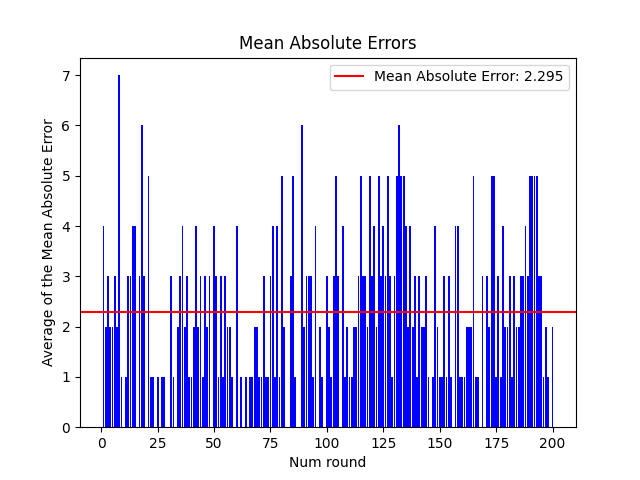 Mean Absolute Errors
Mean Absolute Error: 2.295
Average of the Mean Absolute Error
7
6
5
4
3
2
1
0
0 25 50 75 100 125 150 175 200
Num round